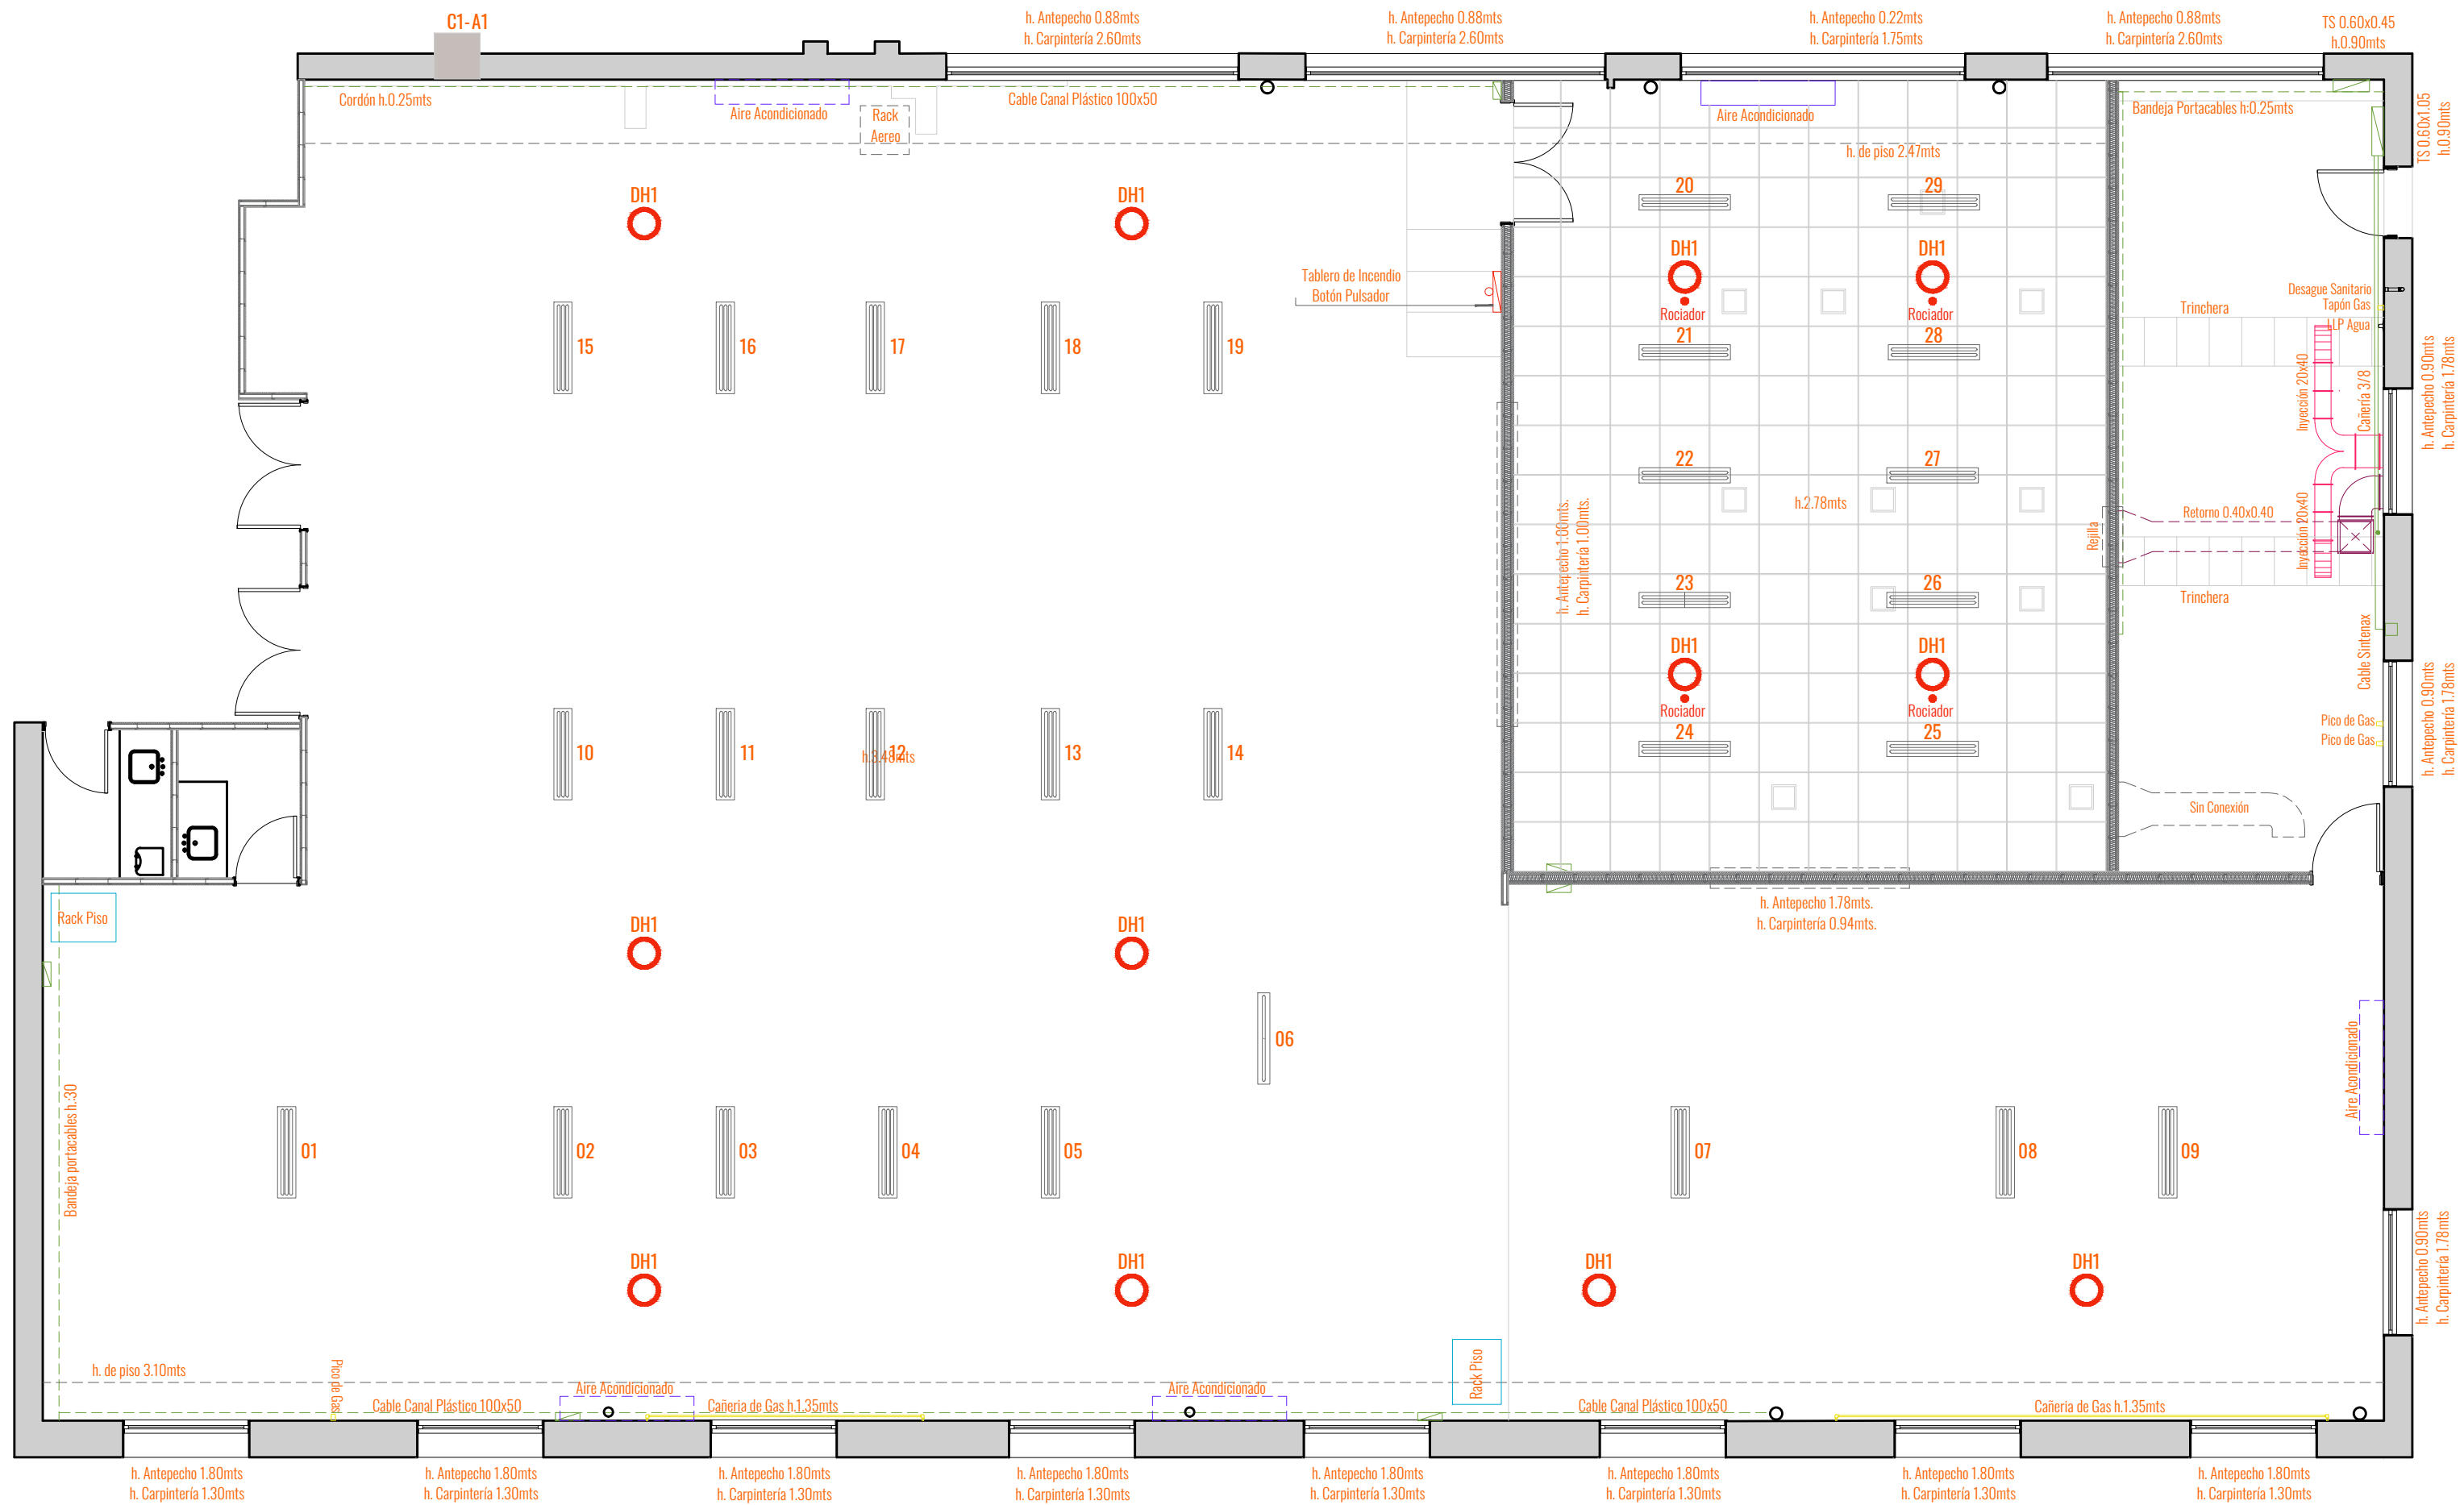 C1-A1
h. Antepecho 0.88mts
h. Carpintería 2.60mts
h. Antepecho 0.88mts
h. Carpintería 2.60mts
h. Antepecho 0.22mts
h. Carpintería 1.75mts
h. Antepecho 0.88mts
h. Carpintería 2.60mts
TS 0.60x0.45
h.0.90mts
Cordón h.0.25mts
Aire Acondicionado
Rack
Aereo
Cable Canal Plástico 100x50
Aire Acondicionado
h. de piso 2.47mts
Bandeja Portacables h:0.25mts
TS 0.60x1.05
h.0.90mts
DH1
DH1
20
29
DH1
DH1
Rociador
Rociador
Tablero de Incendio
Botón Pulsador
Desague Sanitario
Tapón Gas
LLP Agua
Trinchera
15
16
17
18
19
21
28
Inyección 20x40
Cañería 3/8
h. Antepecho 0.90mts
h. Carpintería 1.78mts
22
27
h. Antepecho 1.00mts.
h. Carpintería 1.00mts.
h.2.78mts
Rejilla
Retorno 0.40x0.40
Inyección 20x40
Trinchera
23
26
DH1
DH1
Rociador
Rociador
Cable Sintenax
h. Antepecho 0.90mts
h. Carpintería 1.78mts
Pico de Gas
Pico de Gas
24
25
10
11
12
h.3.48mts
13
14
Sin Conexión
Rack Piso
h. Antepecho 1.78mts.
h. Carpintería 0.94mts.
DH1
DH1
06
Aire Acondicionado
Bandeja portacables h.:30
01
02
03
04
05
07
08
09
h. Antepecho 0.90mts
h. Carpintería 1.78mts
DH1
DH1
DH1
DH1
h. de piso 3.10mts
Pico de Gas
Cable Canal Plástico 100x50
Aire Acondicionado
Cañeria de Gas h.1.35mts
Aire Acondicionado
Rack Piso
Cable Canal Plástico 100x50
Cañeria de Gas h.1.35mts
h. Antepecho 1.80mts
h. Carpintería 1.30mts
h. Antepecho 1.80mts
h. Carpintería 1.30mts
h. Antepecho 1.80mts
h. Carpintería 1.30mts
h. Antepecho 1.80mts
h. Carpintería 1.30mts
h. Antepecho 1.80mts
h. Carpintería 1.30mts
h. Antepecho 1.80mts
h. Carpintería 1.30mts
h. Antepecho 1.80mts
h. Carpintería 1.30mts
h. Antepecho 1.80mts
h. Carpintería 1.30mts